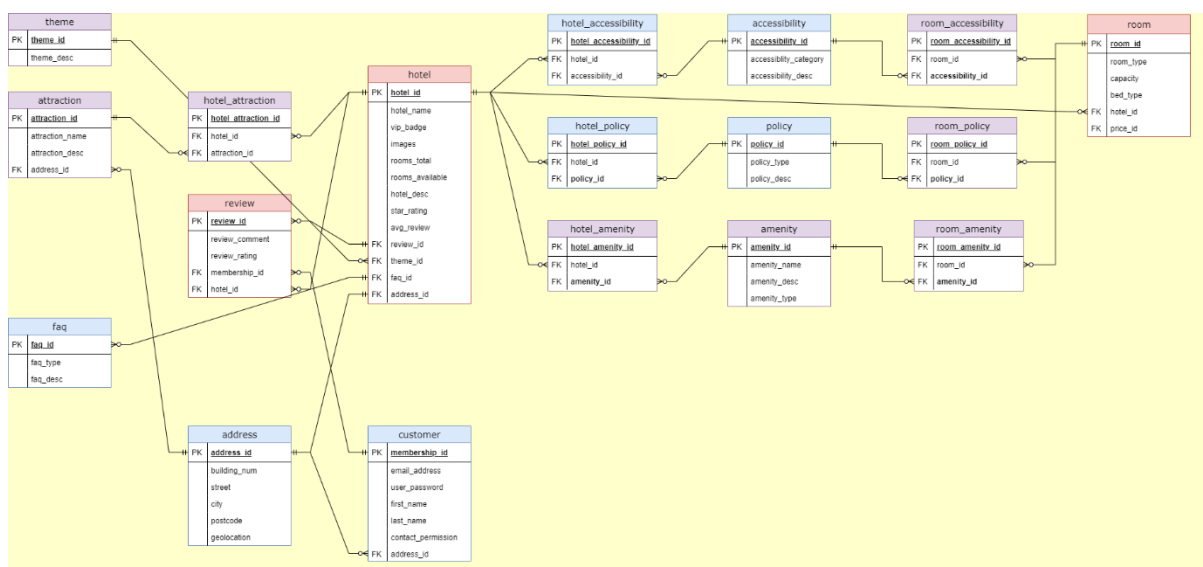 theme
PK theme_id
theme_desc
attraction
PK attraction_id
attraction_name
attraction_desc
FK address_id
hotel_attraction
PK hotel_attraction_id
FK hotel_id
FK attraction_id
review
PK review_id
review_comment
review_rating
FK membership_id
FK hotel_id
faq
PK faq_id
faq_type
faq_desc
address
PK address_id
building_num
street
city
postcode
geolocation
hotel
PK hotel_id
hotel_name
vip_badge
images
rooms_total
rooms_available
hotel_desc
star_rating
avg_review
FK review_id
FK theme_id
FK faq_id
FK address_id
customer
PK membership_id
email_address
user_password
first_name
last_name
contact_permission
FK address_id
hotel_accessibility
PK hotel_accessibility_id
FK hotel_id
FK accessibility_id
accessibility
PK accessibility_id
accessiblity_category
accessibility_desc
room_accessibility
PK room_accessibility_id
FK room_id
FK accessibility_id
room
PK room_id
room_type
capacity
bed_type
FK hotel_id
FK price_id
hotel_policy
PK hotel_policy_id
FK hotel_id
FK policy_id
policy
PK policy_id
policy_type
policy_desc
room_policy
PK room_policy_id
FK room_id
FK policy_id
hotel_amenity
PK hotel_amenity_id
FK hotel_id
FK amenity_id
amenity
PK amenity_id
amenity_name
amenity_desc
amenity_type
room_amenity
PK room_amenity_id
FK room_id
FK amenity_id